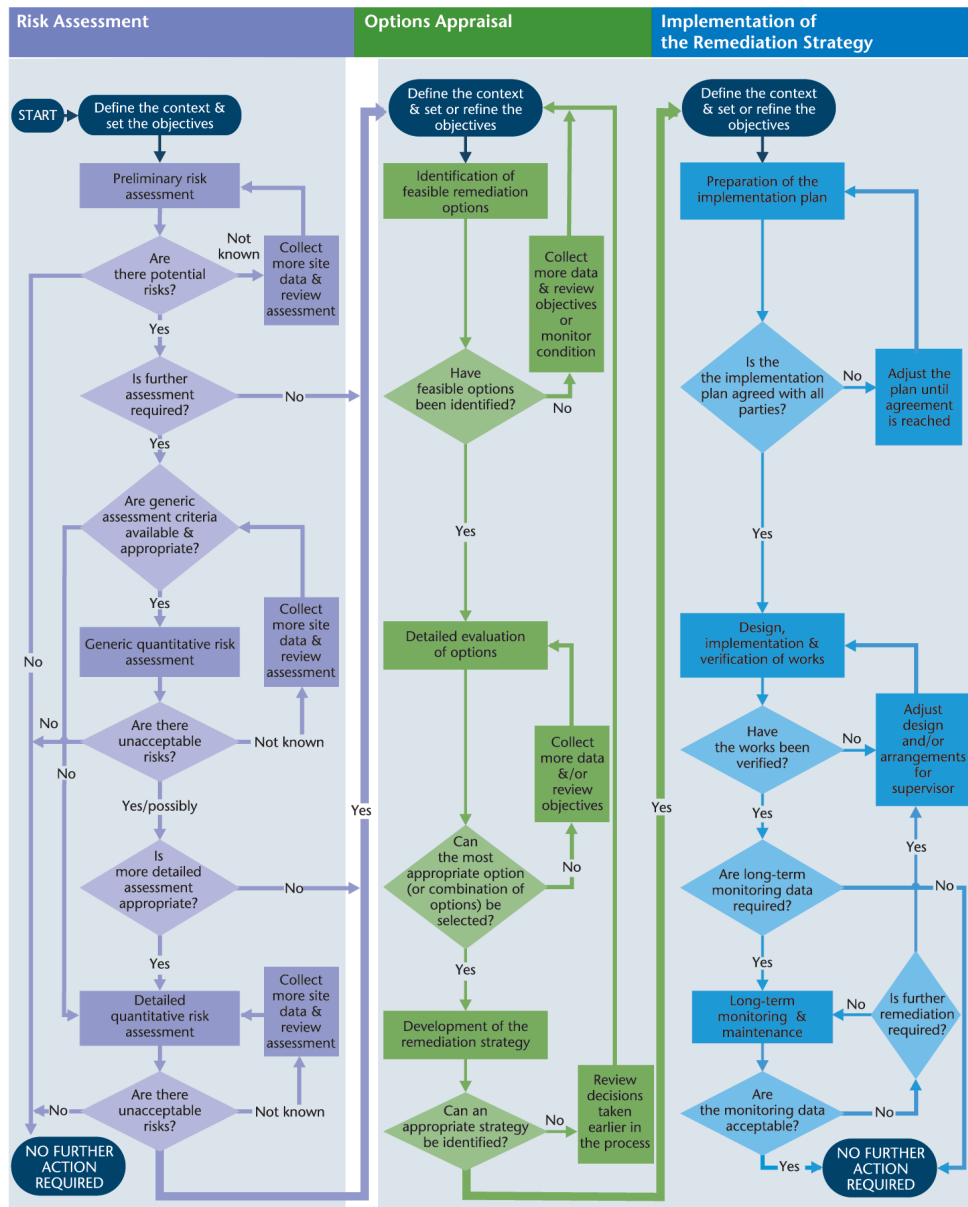 Risk Assessment
Options Appraisal
Implementation of
the Remediation Strategy
START
Define the context &
set the objectives
Preliminary risk
assessment
Not
known
Collect
more site
data &
review
assessment
Are
there potential
risks?
Yes
Is further
assessment
required?
No
Yes
Are generic
assessment criteria
available &
appropriate?
Yes
Generic quantitative risk
assessment
Collect
more site
data &
review
assessment
No
No
Are there
unacceptable
risks?
Not known
No
Yes/possibly
Is
more detailed
assessment
appropriate?
No
Yes
Detailed
quantitative risk
assessment
Collect
more site
data &
review
assessment
Are there
unacceptable
risks?
No
Not known
NO FURTHER
ACTION
REQUIRED
Yes
Define the context
& set or refine the
objectives
Identification of
feasible remediation
options
Collect
more data
& review
objectives
or
monitor
condition
Have
feasible options
been identified?
No
Yes
Detailed evaluation
of options
Collect
more data
&/or
review
objectives
Can
the most
appropriate option
(or combination of
options) be
selected?
No
Yes
Development of the
remediation strategy
Can an
appropriate strategy
be identified?
No
Review
decisions
taken
earlier in
the process
Yes
Define the context
& set or refine the
objectives
Preparation of the
implementation plan
Is the
the implementation
plan agreed with all
parties?
No
Adjust the
plan until
agreement
is reached
Yes
Design,
implementation &
verification of works
Have
the works been
verified?
No
Adjust
design
and/or
arrangements
for
supervisor
Yes
Yes
Are long-term
monitoring data
required?
No
Yes
Long-term
monitoring &
maintenance
No
Is further
remediation
required?
Are
the monitoring data
acceptable?
No
Yes
NO FURTHER
ACTION
REQUIRED